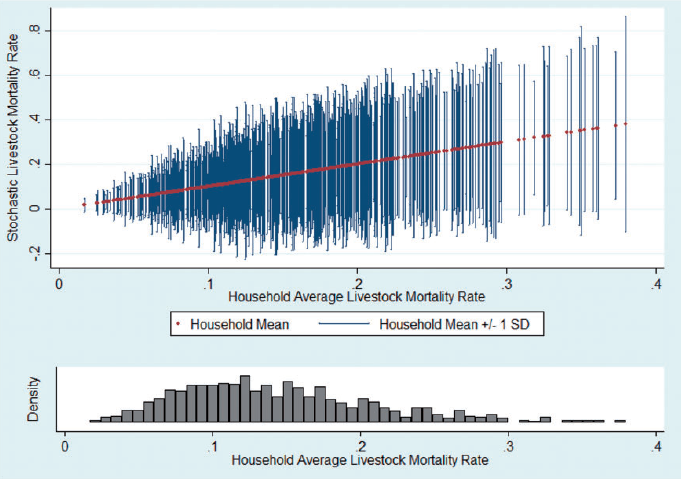 Stochastic Livestock Mortality Rate
.8
.6
.4
.2
0
-.2
0 .1 .2 .3 .4
Household Average Livestock Mortality Rate
Household Mean Household Mean +/- 1 SD
Density
0 .1 .2 .3 .4
Household Average Livestock Mortality Rate